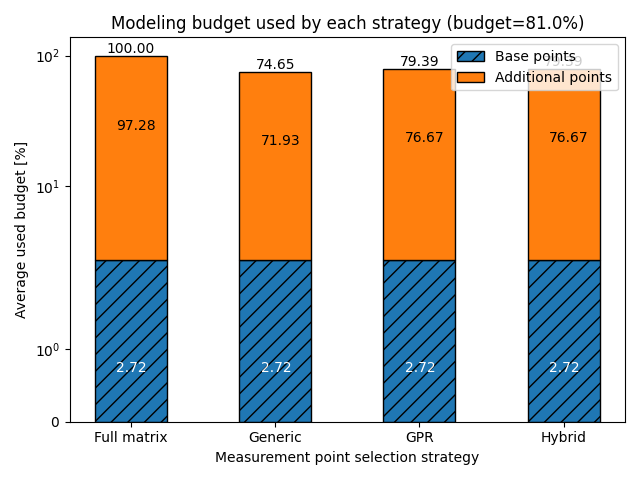 Modeling budget used by each strategy (budget=81.0%)
Average used budget [%]
10²
10¹
10⁰
0
100.00
74.65
79.39
79.39
97.28
71.93
76.67
76.67
2.72
2.72
2.72
2.72
Base points
Additional points
Full matrix
Generic
GPR
Hybrid
Measurement point selection strategy